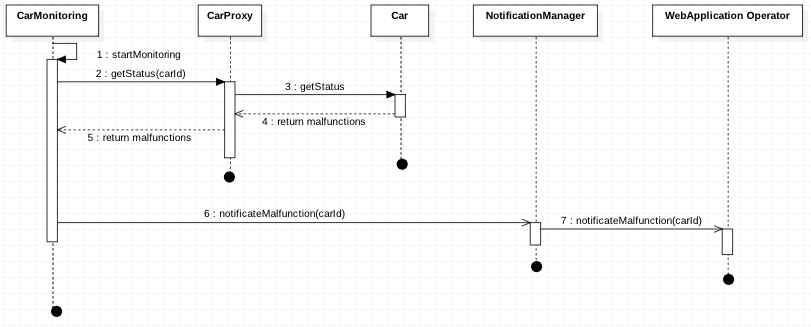 CarMonitoring
CarProxy
Car
NotificationManager
WebApplication Operator
1 : startMonitoring
2 : getStatus(carId)
3 : getStatus
4 : return malfunctions
5 : return malfunctions
6 : notificateMalfunction(carId)
7 : notificateMalfunction(carId)